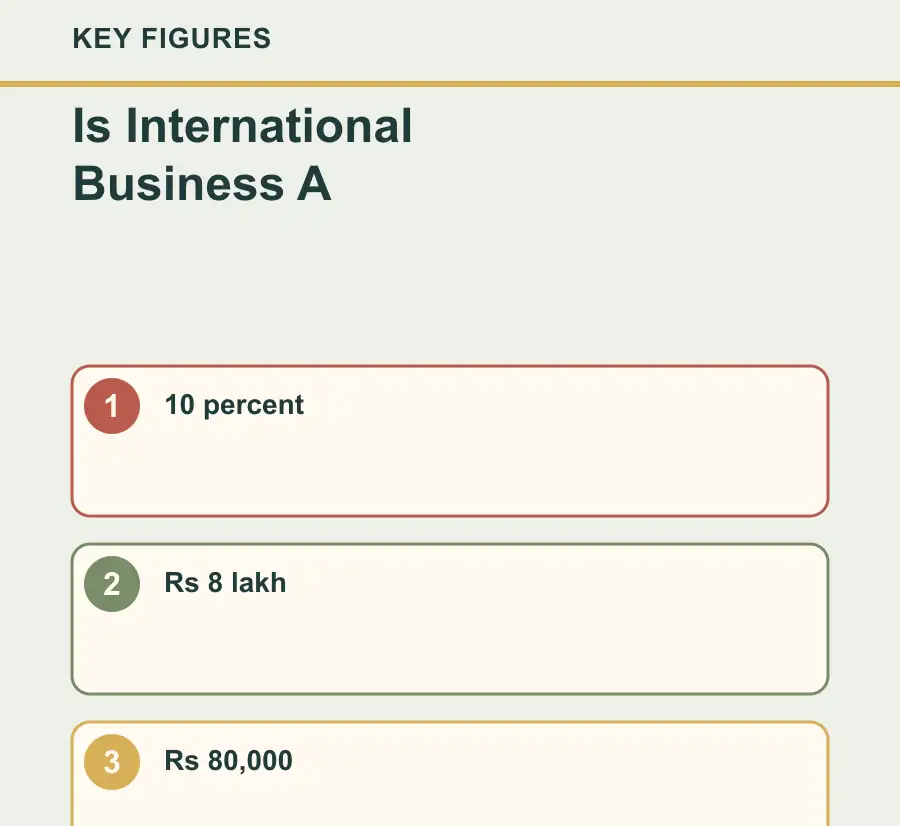 KEY FIGURES
Is International
Business A
1 10 percent
2 Rs 8 lakh
3 Rs 80,000